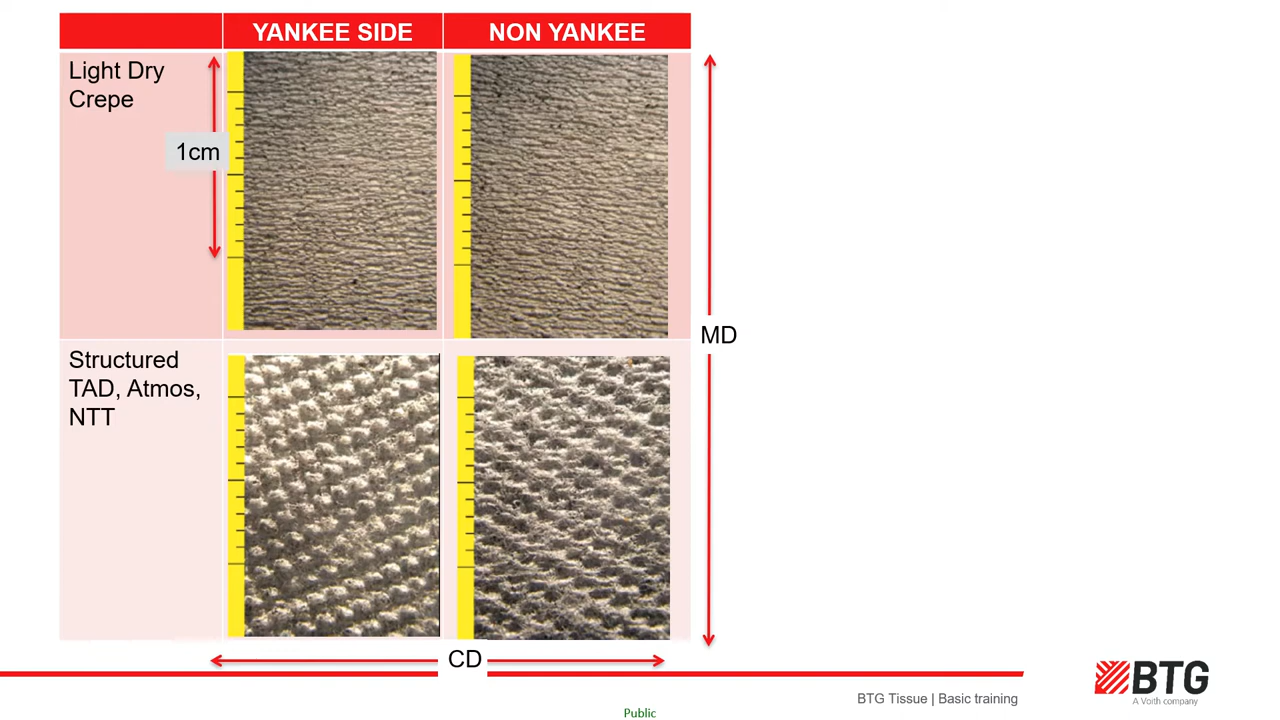 YANKEE SIDE
NON YANKEE
Light Dry
Crepe
1cm
MD
Structured
TAD, Atmos,
NTT
CD
BTG
A Voith company
BTG Tissue | Basic training
Public